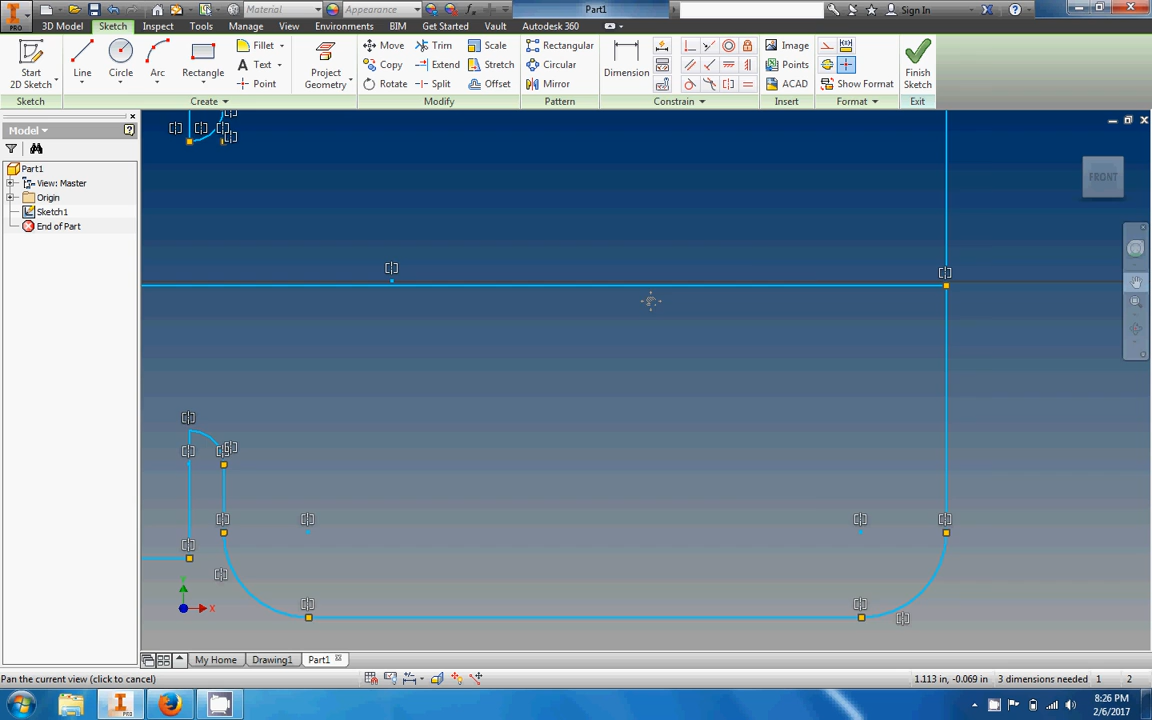 Material
Appearance
Part1
Sign In
PRO
3D Model
Sketch
Inspect
Tools
Manage
View
Environments
BIM
Get Started
Vault
Autodesk 360
Start
2D Sketch
Line
Circle
Arc
Rectangle
Fillet
Text
Point
Project
Geometry
Move
Copy
Rotate
Trim
Extend
Split
Scale
Stretch
Offset
Rectangular
Circular
Mirror
Dimension
Image
Points
ACAD
Show Format
Finish
Sketch
Sketch
Create
Modify
Pattern
Constrain
Insert
Format
Exit
Model
Part1
View: Master
Origin
Sketch1
End of Part
FRONT
X
My Home
Drawing1
Part1
Pan the current view (click to cancel)
1.113 in, -0.069 in
3 dimensions needed
1
2
PRO
8:26 PM
2/6/2017